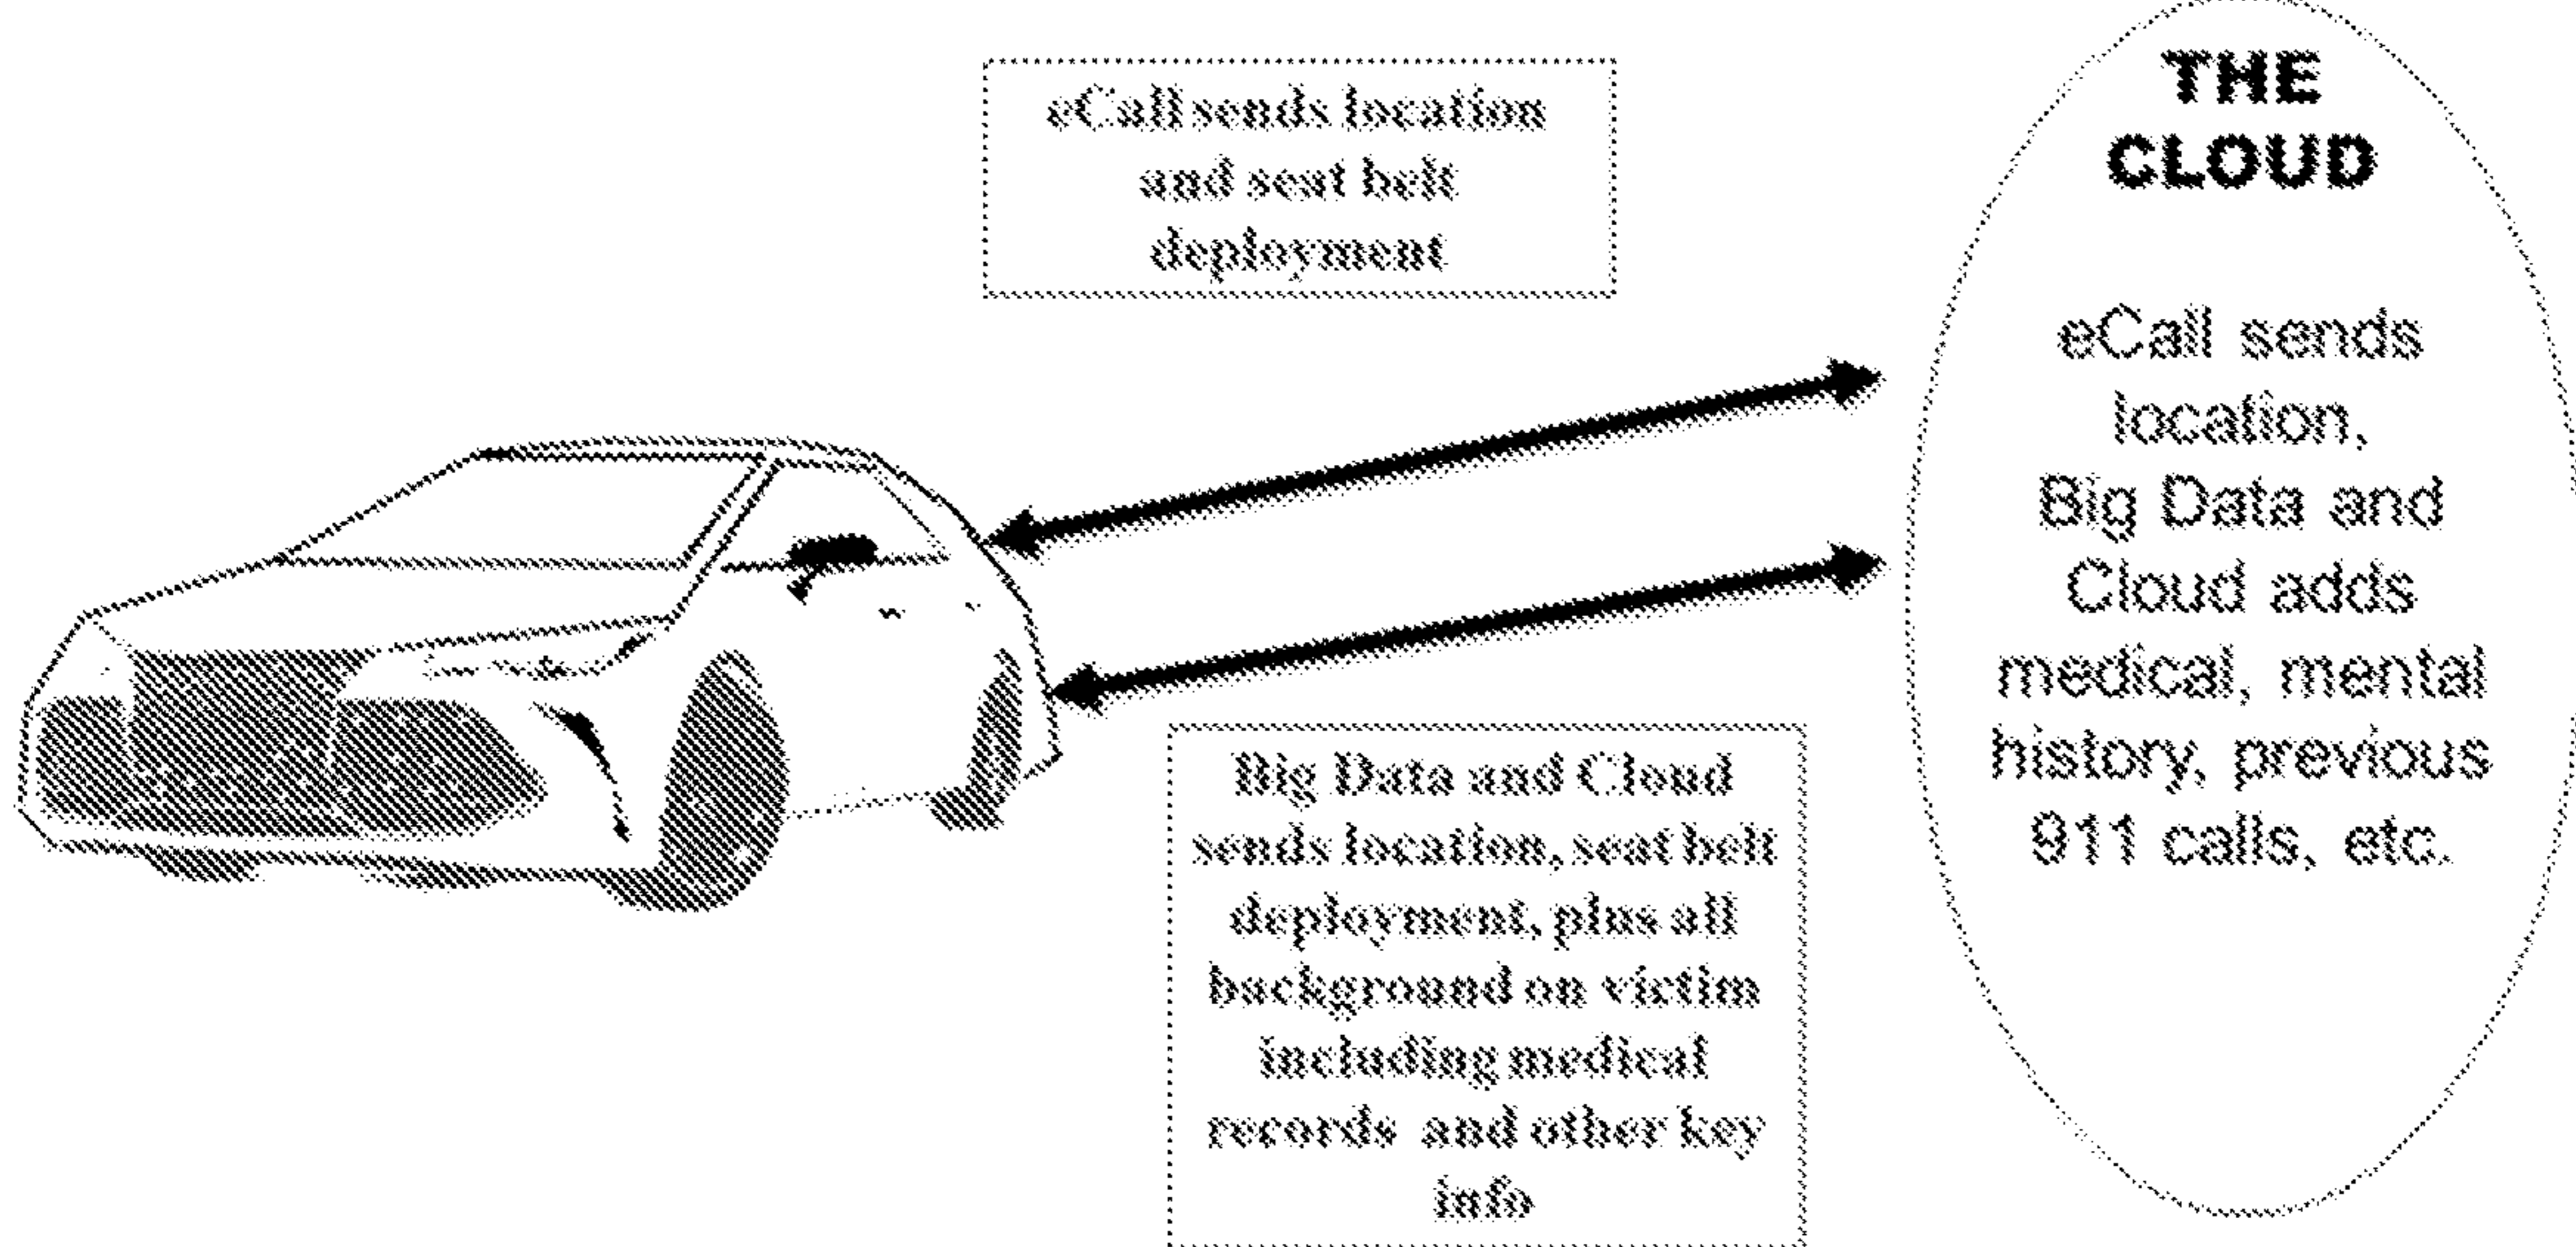 eCall sends location
and seat belt
deployment
THE
CLOUD
eCall sends
location,
Big Data and
Cloud adds
medical, mental
history, previous
911 calls, etc.
Big Data and Cloud
sends location, seat belt
deployment, plus all
background on victim
including medical
records and other key
info